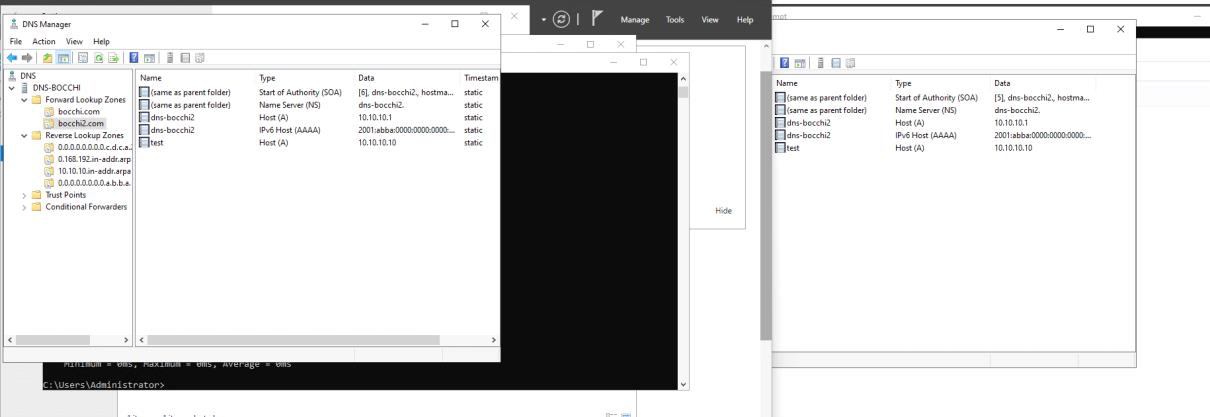 DNS Manager
File Action View Help
DNS
DNS-BOCCHI
Forward Lookup Zones
bocchi.com
bocchi2.com
Reverse Lookup Zones
0.0.0.0.0.0.0.0.c.d.c.a.
0.168.192.in-addr.arp
10.10.10.in-addr.arpa
0.0.0.0.0.0.0.0.a.b.b.a.
Trust Points
Conditional Forwarders
Name Type Data Timestam
(same as parent folder) Start of Authority (SOA) [6], dns-bocchi2., hostma... static
(same as parent folder) Name Server (NS) dns-bocchi2. static
dns-bocchi2 Host (A) 10.10.10.1 static
dns-bocchi2 IPv6 Host (AAAA) 2001:abba:0000:0000:0000:... static
test Host (A) 10.10.10.10 static
Minimum = 0ms, Maximum = 0ms, Average = 0ms
C:\Users\Administrator>
Manage Tools View Help
Hide
Name Type Data
(same as parent folder) Start of Authority (SOA) [5], dns-bocchi2., hostma...
(same as parent folder) Name Server (NS) dns-bocchi2.
dns-bocchi2 Host (A) 10.10.10.1
dns-bocchi2 IPv6 Host (AAAA) 2001:abba:0000:0000:0000:...
test Host (A) 10.10.10.10